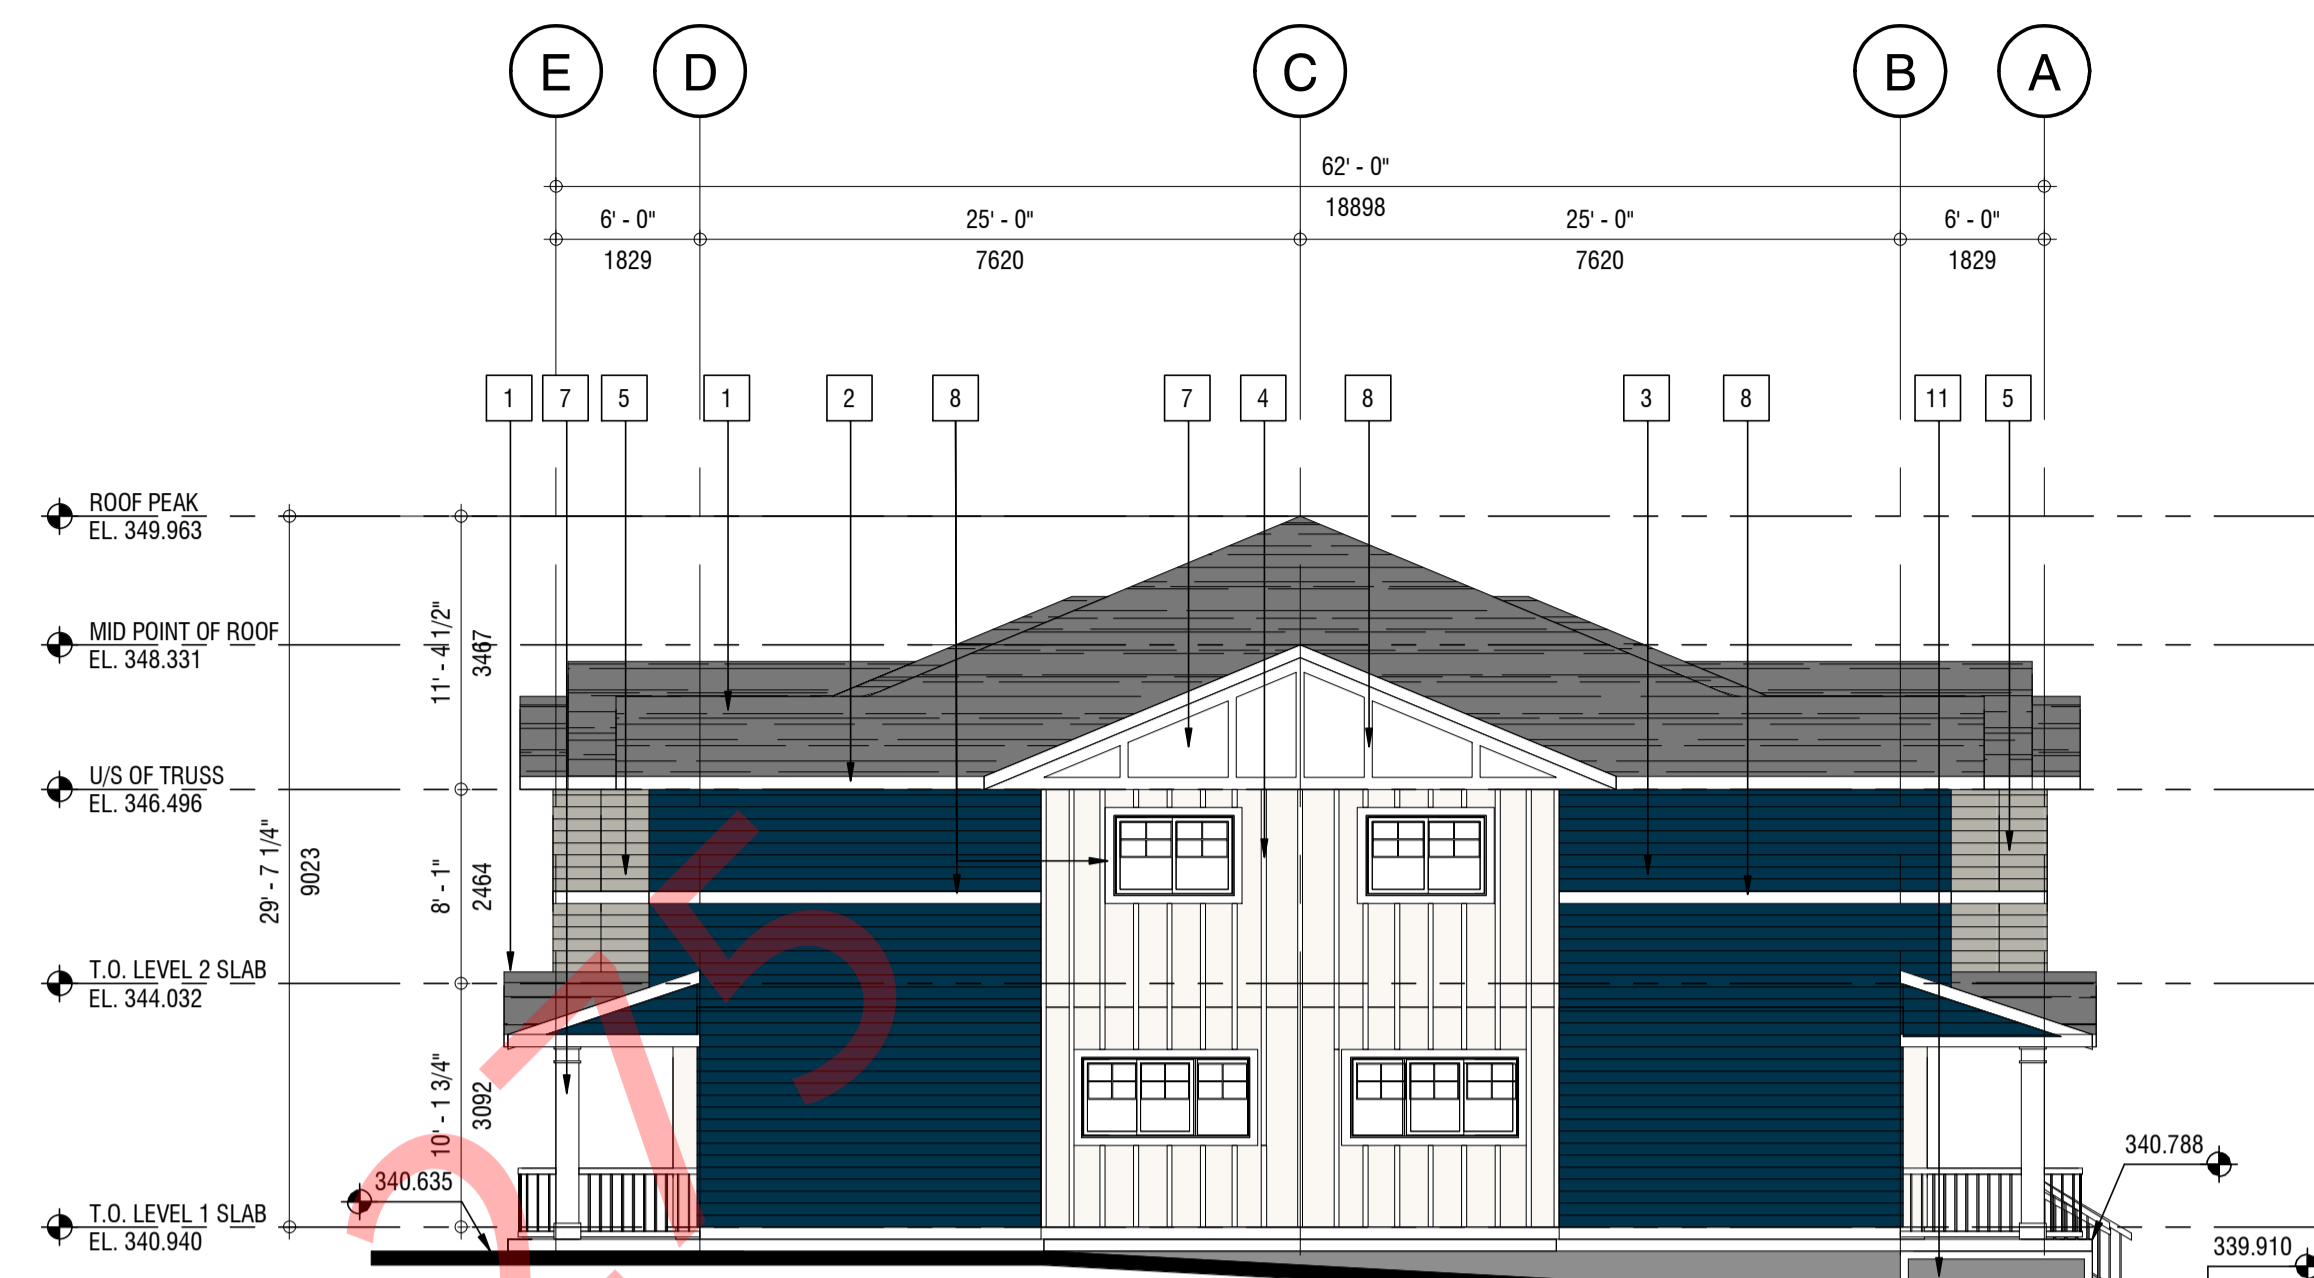 E D C B A
62' - 0"
18898
6' - 0" 25' - 0" 25' - 0" 6' - 0"
1829 7620 7620 1829
1 7 5 1 2 8 7 4 8 3 8 11 5
ROOF PEAK
EL. 349.963
MID POINT OF ROOF
EL. 348.331
11' - 4 1/2"
3467
U/S OF TRUSS
EL. 346.496
29' - 7 1/4"
9023
8' - 1"
2464
T.O. LEVEL 2 SLAB
EL. 344.032
10' - 1 3/4"
3092
340.635
340.788
T.O. LEVEL 1 SLAB
EL. 340.940
339.910